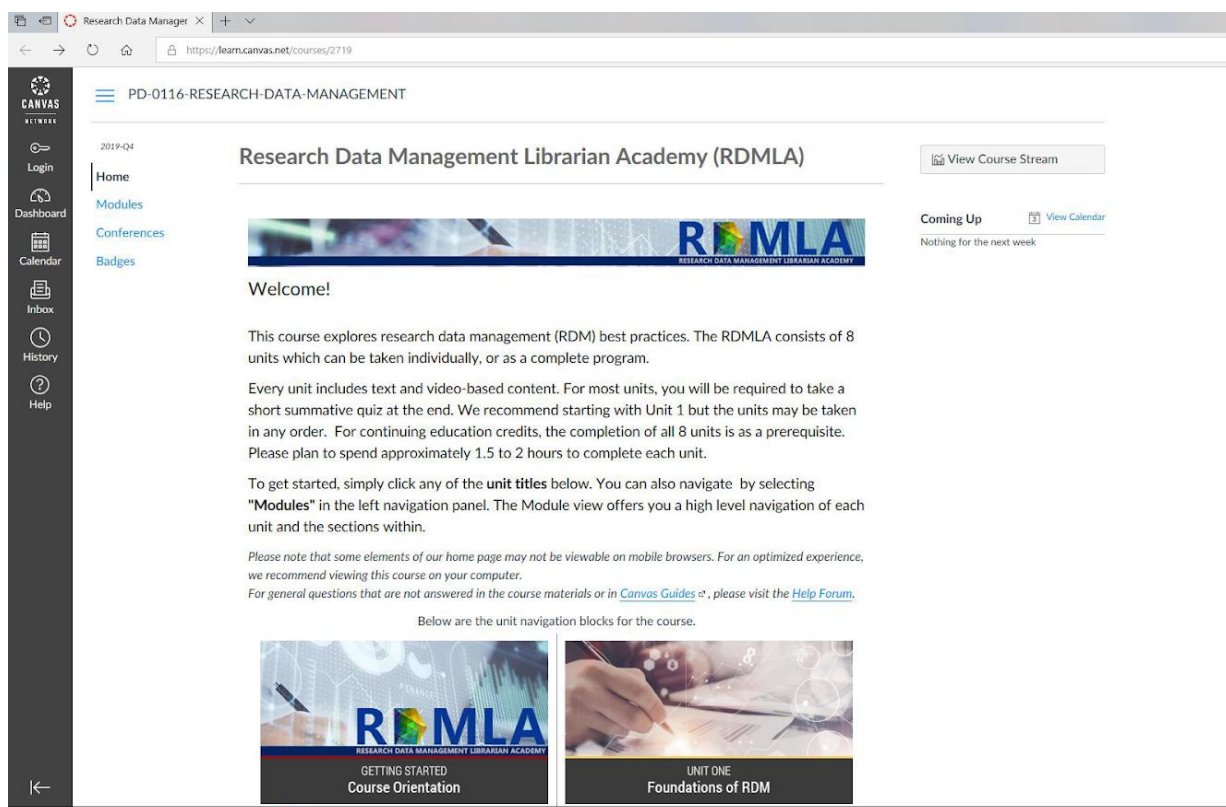 Research Data Manager
https://learn.canvas.net/courses/2719
CANVAS
NETWORK
Login
Dashboard
Calendar
Inbox
History
Help
PD-0116-RESEARCH-DATA-MANAGEMENT
2019-Q4
Home
Modules
Conferences
Badges
Research Data Management Librarian Academy (RDMLA)
RDMLA
RESEARCH DATA MANAGEMENT LIBRARIAN ACADEMY
Welcome!
This course explores research data management (RDM) best practices. The RDMLA consists of 8
units which can be taken individually, or as a complete program.
Every unit includes text and video-based content. For most units, you will be required to take a
short summative quiz at the end. We recommend starting with Unit 1 but the units may be taken
in any order. For continuing education credits, the completion of all 8 units is as a prerequisite.
Please plan to spend approximately 1.5 to 2 hours to complete each unit.
To get started, simply click any of the unit titles below. You can also navigate by selecting
"Modules" in the left navigation panel. The Module view offers you a high level navigation of each
unit and the sections within.
Please note that some elements of our home page may not be viewable on mobile browsers. For an optimized experience,
we recommend viewing this course on your computer.
For general questions that are not answered in the course materials or in Canvas Guides, please visit the Help Forum.
Below are the unit navigation blocks for the course.
FINANCE
RDMLA
RESEARCH DATA MANAGEMENT LIBRARIAN ACADEMY
GETTING STARTED
Course Orientation
UNIT ONE
Foundations of RDM
View Course Stream
Coming Up
3
View Calendar
Nothing for the next week